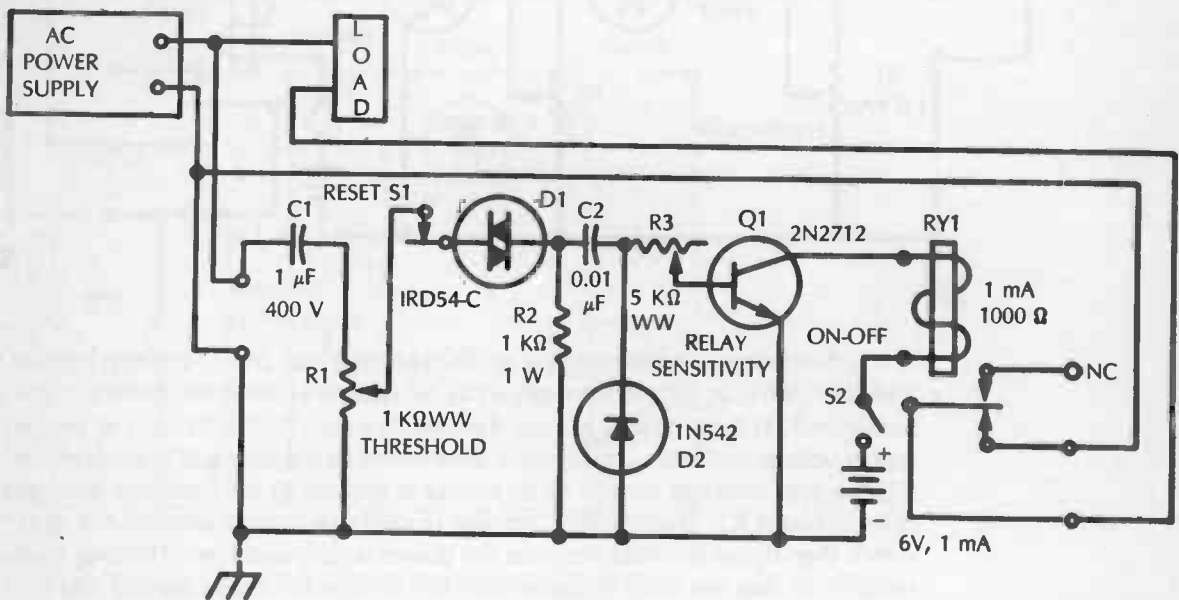 AC
POWER
SUPPLY
LOAD
RESET S1
D1
C1
1 µF
400 V
IRD54-C
C2
0.01
µF
R3
5 KΩ
WW
Q1
2N2712
RY1
1 mA
1000 Ω
R2
1 KΩ
1 W
RELAY
SENSITIVITY
ON-OFF
NC
R1
1 KΩWW
THRESHOLD
1N542
D2
S2
+
-
6V, 1 mA